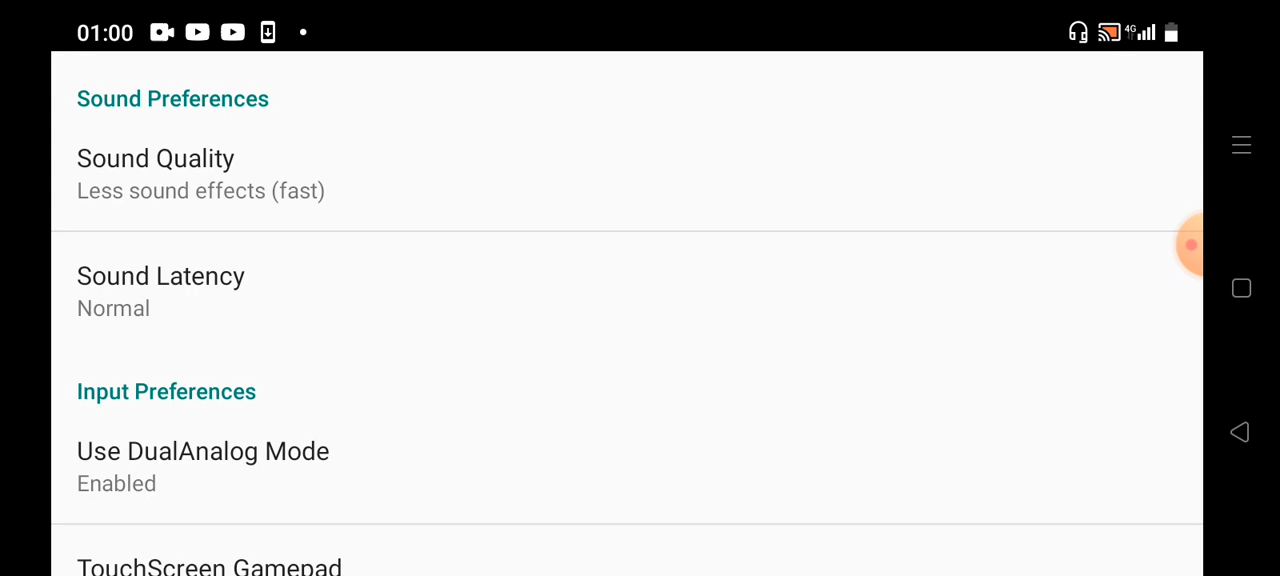 01:00
4G
Sound Preferences
Sound Quality
Less sound effects (fast)
Sound Latency
Normal
Input Preferences
Use DualAnalog Mode
Enabled
TouchScreen Gamepad